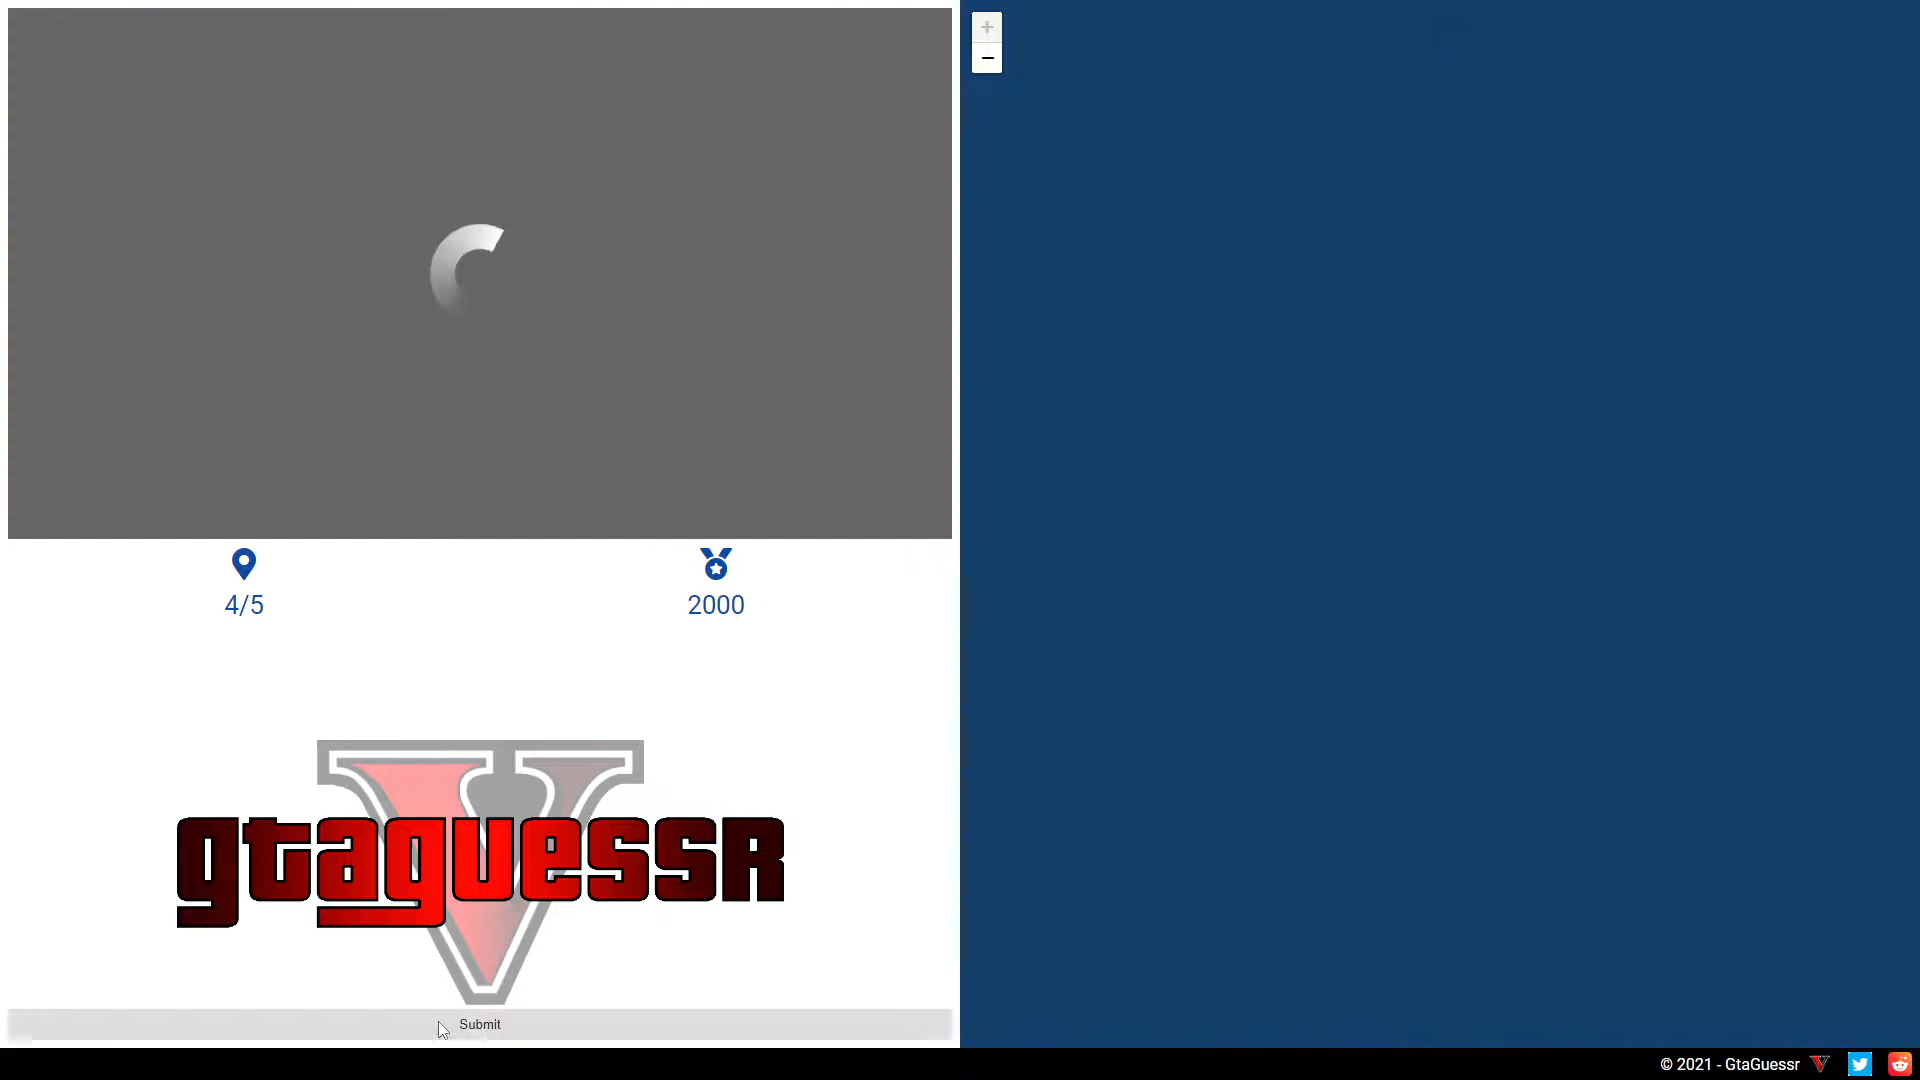 +
−
4/5
2000
V
gtaguessr
Submit
© 2021 - GtaGuessr V